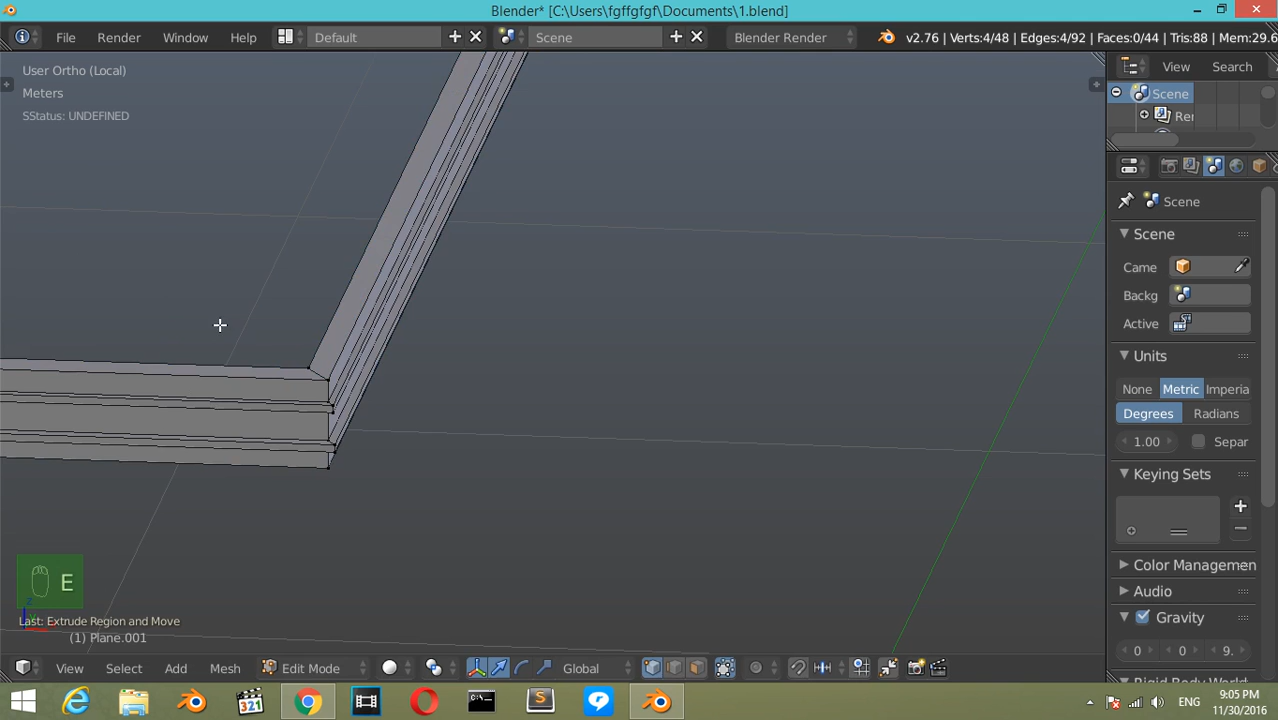 Blender* [C:\Users\fgffgfgf\Documents\1.blend]
File Render Window Help Default Scene Blender Render v2.76 | Verts:4/48 | Edges:4/92 | Faces:0/44 | Tris:88 | Mem:29.6
User Ortho (Local)
Meters
SStatus: UNDEFINED
View Search
Scene
Rer
Scene
Scene
Came
Backg
Active
Units
None Metric Imperia
Degrees Radians
1.00 Separ
Keying Sets
Color Managemen
Audio
Gravity
0 0 9.
E
Last: Extrude Region and Move
(1) Plane.001
View Select Add Mesh Edit Mode Global
321
ENG
9:05 PM
11/30/2016